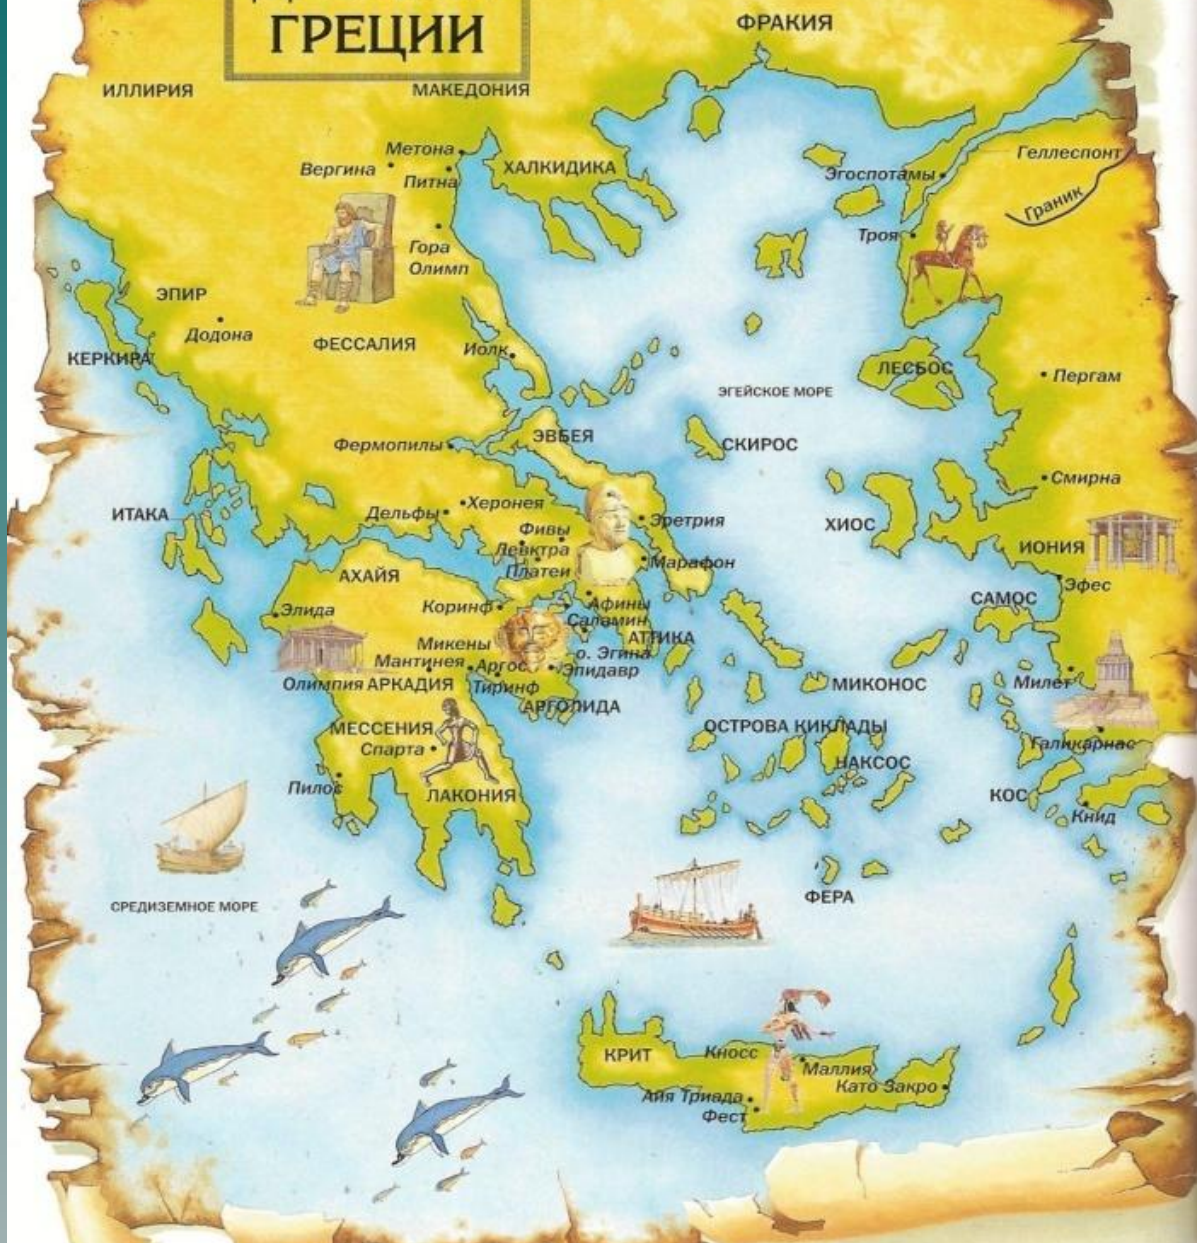 ГРЕЦИИ
ФРАКИЯ
ИЛЛИРИЯ
МАКЕДОНИЯ
Метона
Вергина
Питна
ХАЛКИДИКА
Геллеспонт
Эгоспотамы
Граник
Троя
Гора
Олимп
ЭПИР
Додона
ФЕССАЛИЯ
Иолк
КЕРКИРА
ЛЕСБОС
Пергам
ЭГЕЙСКОЕ МОРЕ
Фермопилы
ЭВБЕЯ
СКИРОС
Смирна
ИТАКА
Дельфы
Херонея
Фивы
Левктра
Платеи
Эретрия
Марафон
ХИОС
ИОНИЯ
Эфес
АХАЙЯ
Элида
Коринф
Афины
Саламин
АТТИКА
САМОС
Микены
Мантинея
Аргос
о. Эгина
Эпидавр
Олимпия
АРКАДИЯ
Тиринф
АРГОЛИДА
МИКОНОС
Милет
МЕССЕНИЯ
Спарта
ОСТРОВА КИКЛАДЫ
НАКСОС
Галикарнас
Пилос
ЛАКОНИЯ
КОС
Книд
СРЕДИЗЕМНОЕ МОРЕ
ФЕРА
КРИТ
Кносс
Маллия
Като Закро
Айя Триада
Фест